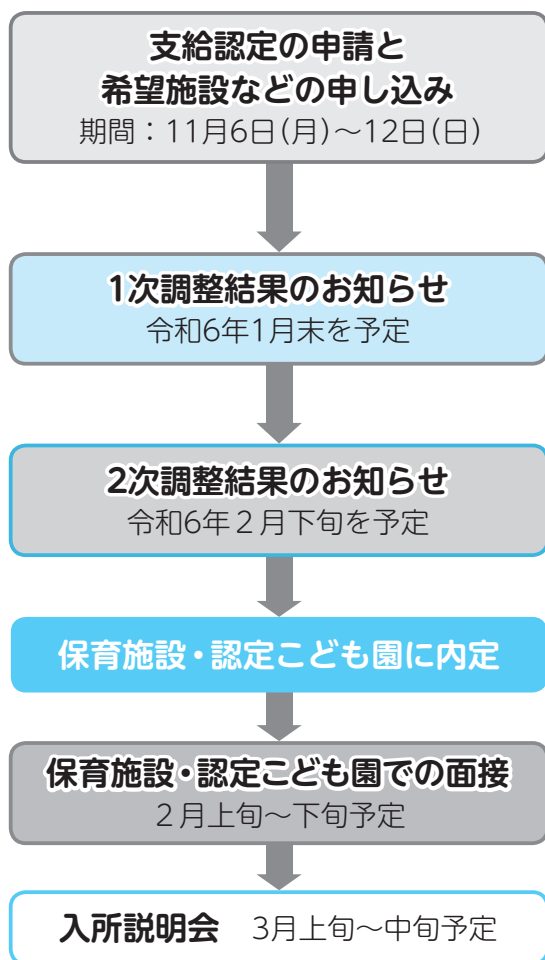 支給認定の申請と
希望施設などの申し込み
期間：11月6日(月)～12日(日)
1次調整結果のお知らせ
令和6年1月末を予定
2次調整結果のお知らせ
令和6年２月下旬を予定
保育施設・認定こども園に内定
保育施設・認定こども園での面接
２月上旬～下旬予定
入所説明会　3月上旬～中旬予定